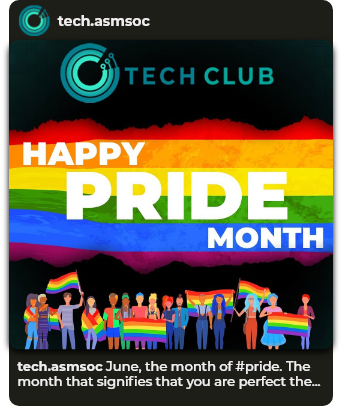 tech.asmsoc
TECH CLUB
HAPPY
PRIDE
MONTH
tech.asmsoc June, the month of #pride. The
month that signifies that you are perfect the...